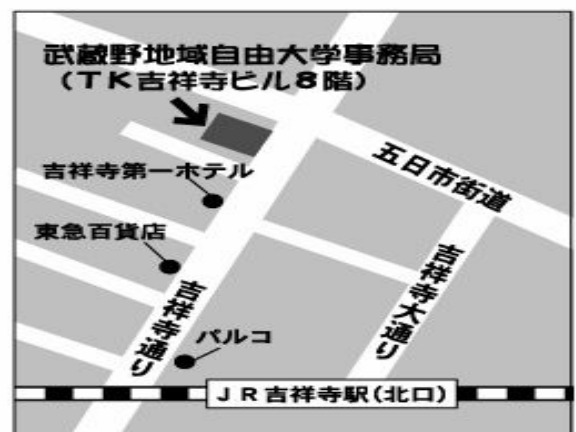 武蔵野地域自由大学事務局
（ＴＫ吉祥寺ビル８階）
五日市街道
吉祥寺第一ホテル
東急百貨店
吉祥寺大通り
吉祥寺通り
パルコ
ＪＲ吉祥寺駅（北口）